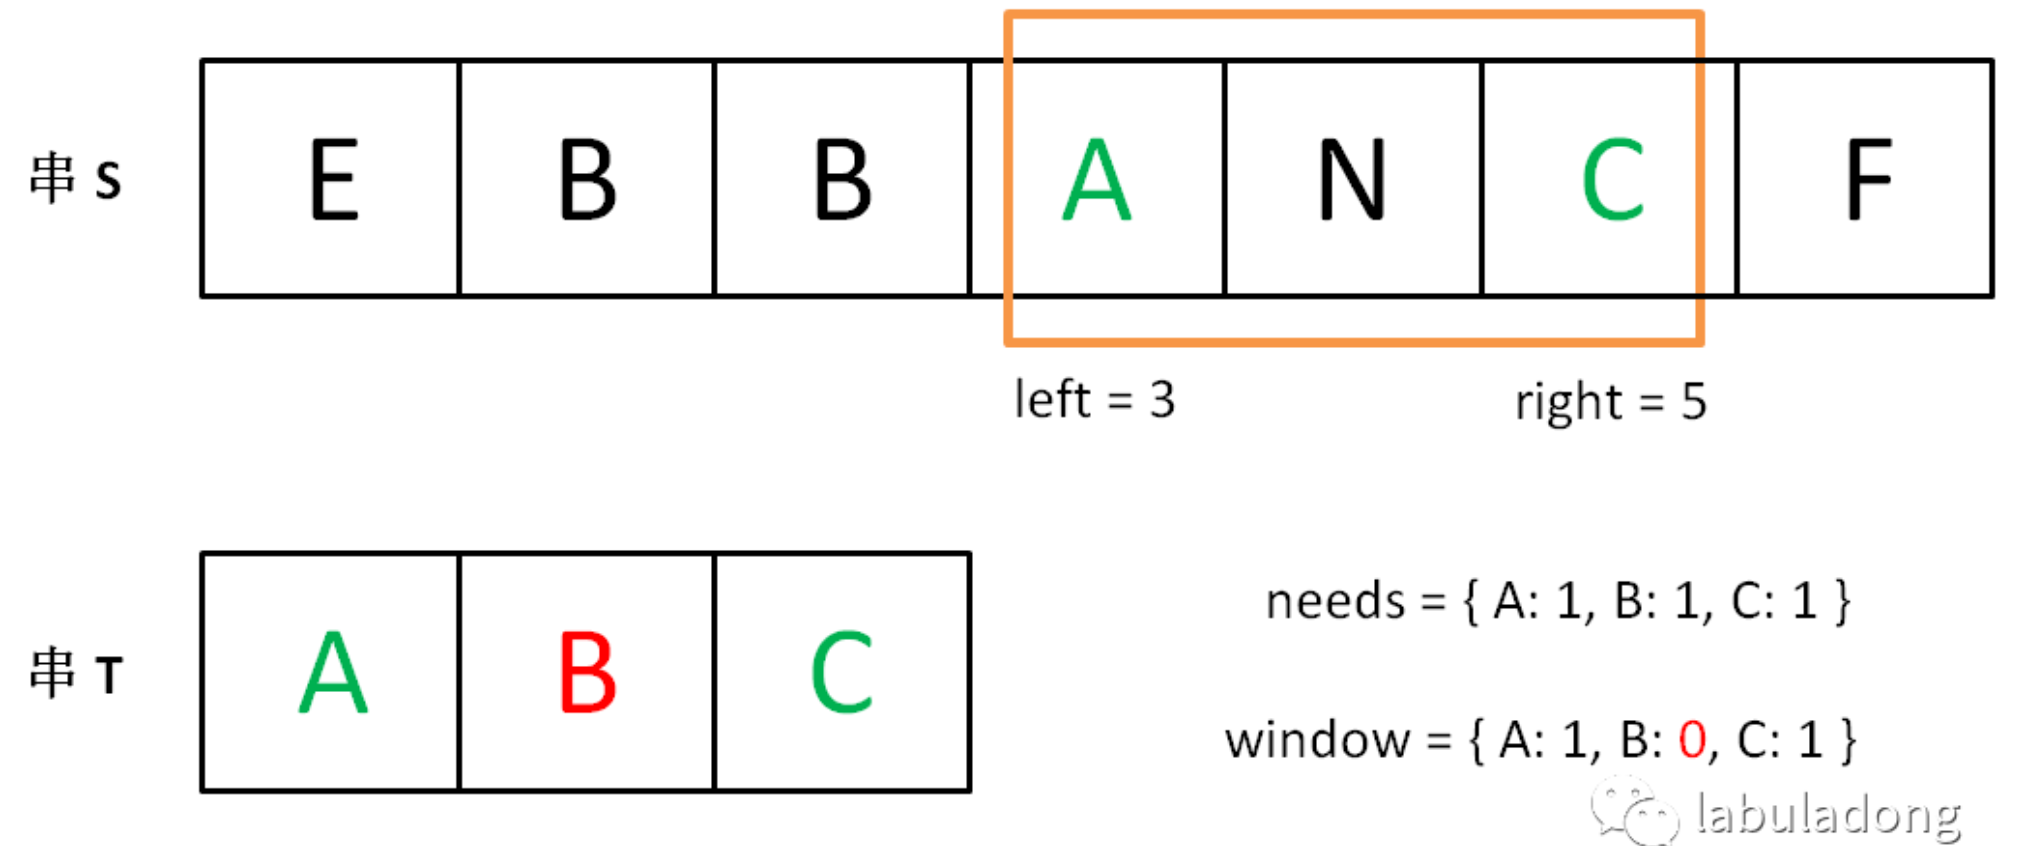 串 S E B B A N C F
left = 3 right = 5
串 T A B C
needs = { A: 1, B: 1, C: 1 }
window = { A: 1, B: 0, C: 1 }
labuladong